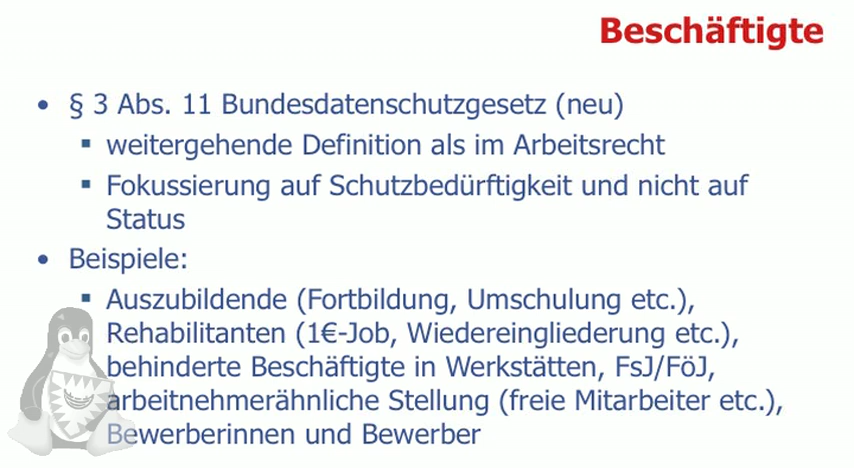 Beschäftigte
• § 3 Abs. 11 Bundesdatenschutzgesetz (neu)
▪ weitergehende Definition als im Arbeitsrecht
▪ Fokussierung auf Schutzbedürftigkeit und nicht auf
Status
• Beispiele:
▪ Auszubildende (Fortbildung, Umschulung etc.),
Rehabilitanten (1€-Job, Wiedereingliederung etc.),
behinderte Beschäftigte in Werkstätten, FsJ/FöJ,
arbeitnehmerähnliche Stellung (freie Mitarbeiter etc.),
Bewerberinnen und Bewerber